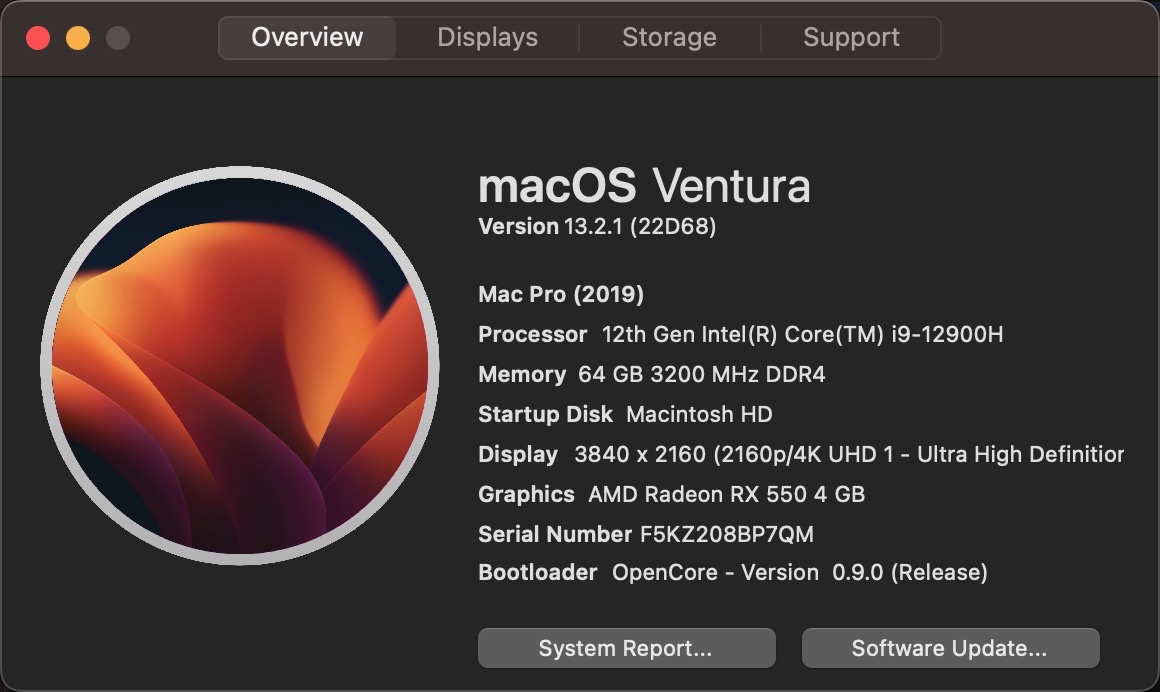 Overview Displays Storage Support
macOS Ventura
Version 13.2.1 (22D68)
Mac Pro (2019)
Processor 12th Gen Intel(R) Core(TM) i9-12900H
Memory 64 GB 3200 MHz DDR4
Startup Disk Macintosh HD
Display 3840 x 2160 (2160p/4K UHD 1 - Ultra High Definitior
Graphics AMD Radeon RX 550 4 GB
Serial Number F5KZ208BP7QM
Bootloader OpenCore - Version 0.9.0 (Release)
System Report... Software Update...